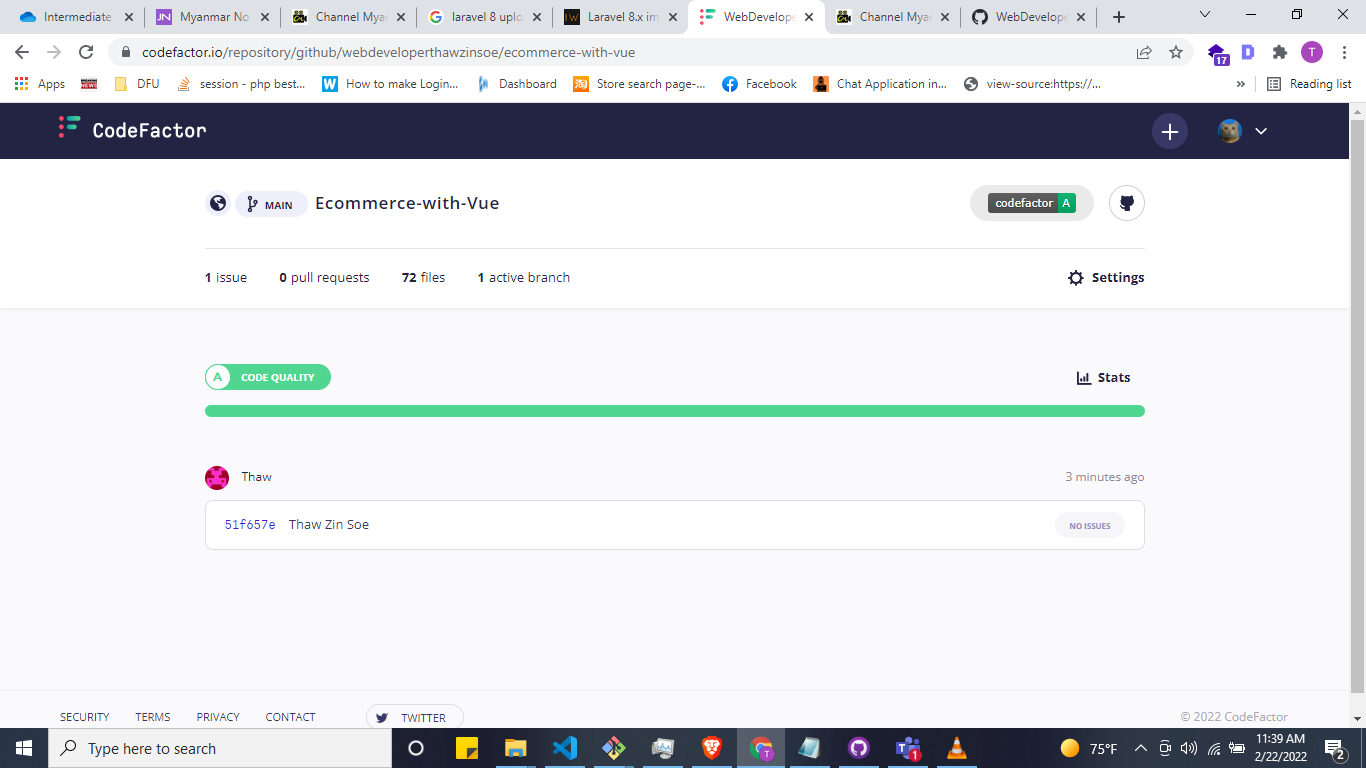 Intermediate
Myanmar No
Channel Myan
laravel 8 uplo
Laravel 8.x im
WebDevelope
Channel Myan
WebDevelope
codefactor.io/repository/github/webdeveloperthawzinsoe/ecommerce-with-vue
17
D
T
Apps
NEWS
DFU
session - php best...
W
How to make Login...
Dashboard
Store search page-...
Facebook
Chat Application in...
view-source:https://...
»
Reading list
CodeFactor
MAIN
Ecommerce-with-Vue
codefactor A
1 issue
0 pull requests
72 files
1 active branch
Settings
A CODE QUALITY
Stats
Thaw
3 minutes ago
51f657e Thaw Zin Soe
NO ISSUES
SECURITY
TERMS
PRIVACY
CONTACT
TWITTER
© 2022 CodeFactor
Type here to search
T
1
75°F
11:39 AM
2/22/2022
2